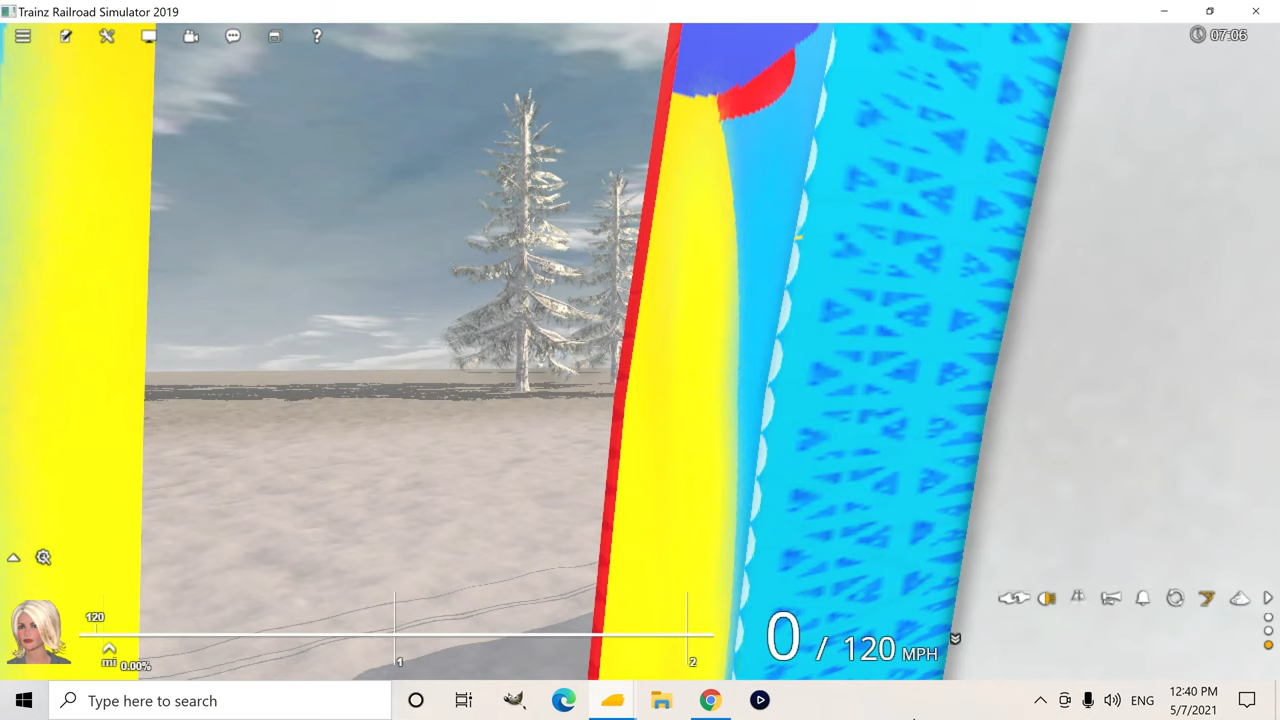 Trainz Railroad Simulator 2019
07:06
120
mi 0.00%
1
2
0 / 120 MPH
Type here to search
ENG
12:40 PM
5/7/2021